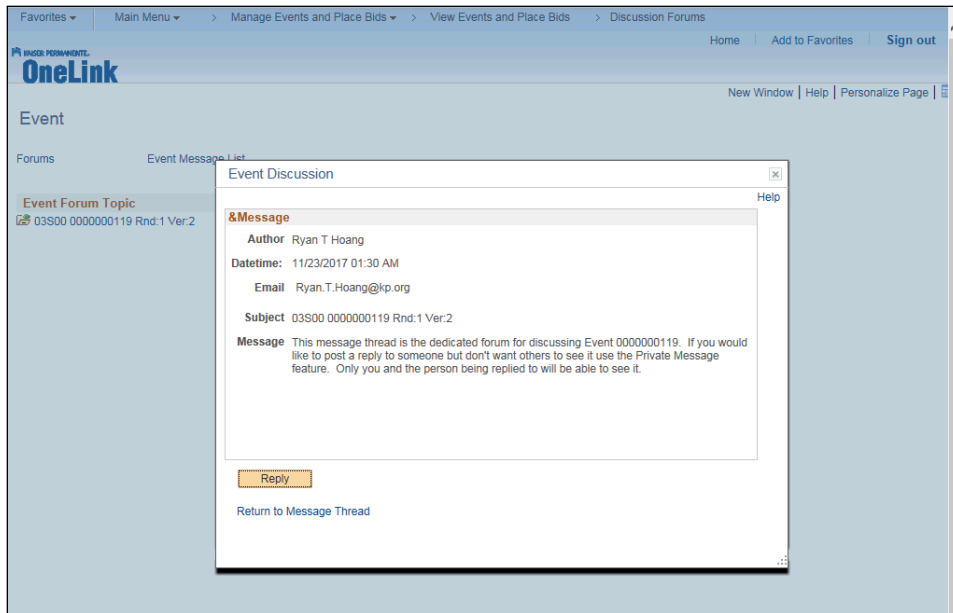 Favorites Main Menu > Manage Events and Place Bids > View Events and Place Bids > Discussion Forums
Home Add to Favorites Sign out
KAISER PERMANENTE.
OneLink
New Window | Help | Personalize Page |
Event
Forums Event Message List
Event Forum Topic
03S00 0000000119 Rnd:1 Ver:2
Event Discussion
Help
&Message
Author Ryan T Hoang
Datetime: 11/23/2017 01:30 AM
Email Ryan.T.Hoang@kp.org
Subject 03S00 0000000119 Rnd:1 Ver:2
Message This message thread is the dedicated forum for discussing Event 0000000119. If you would
like to post a reply to someone but don't want others to see it use the Private Message
feature. Only you and the person being replied to will be able to see it.
Reply
Return to Message Thread